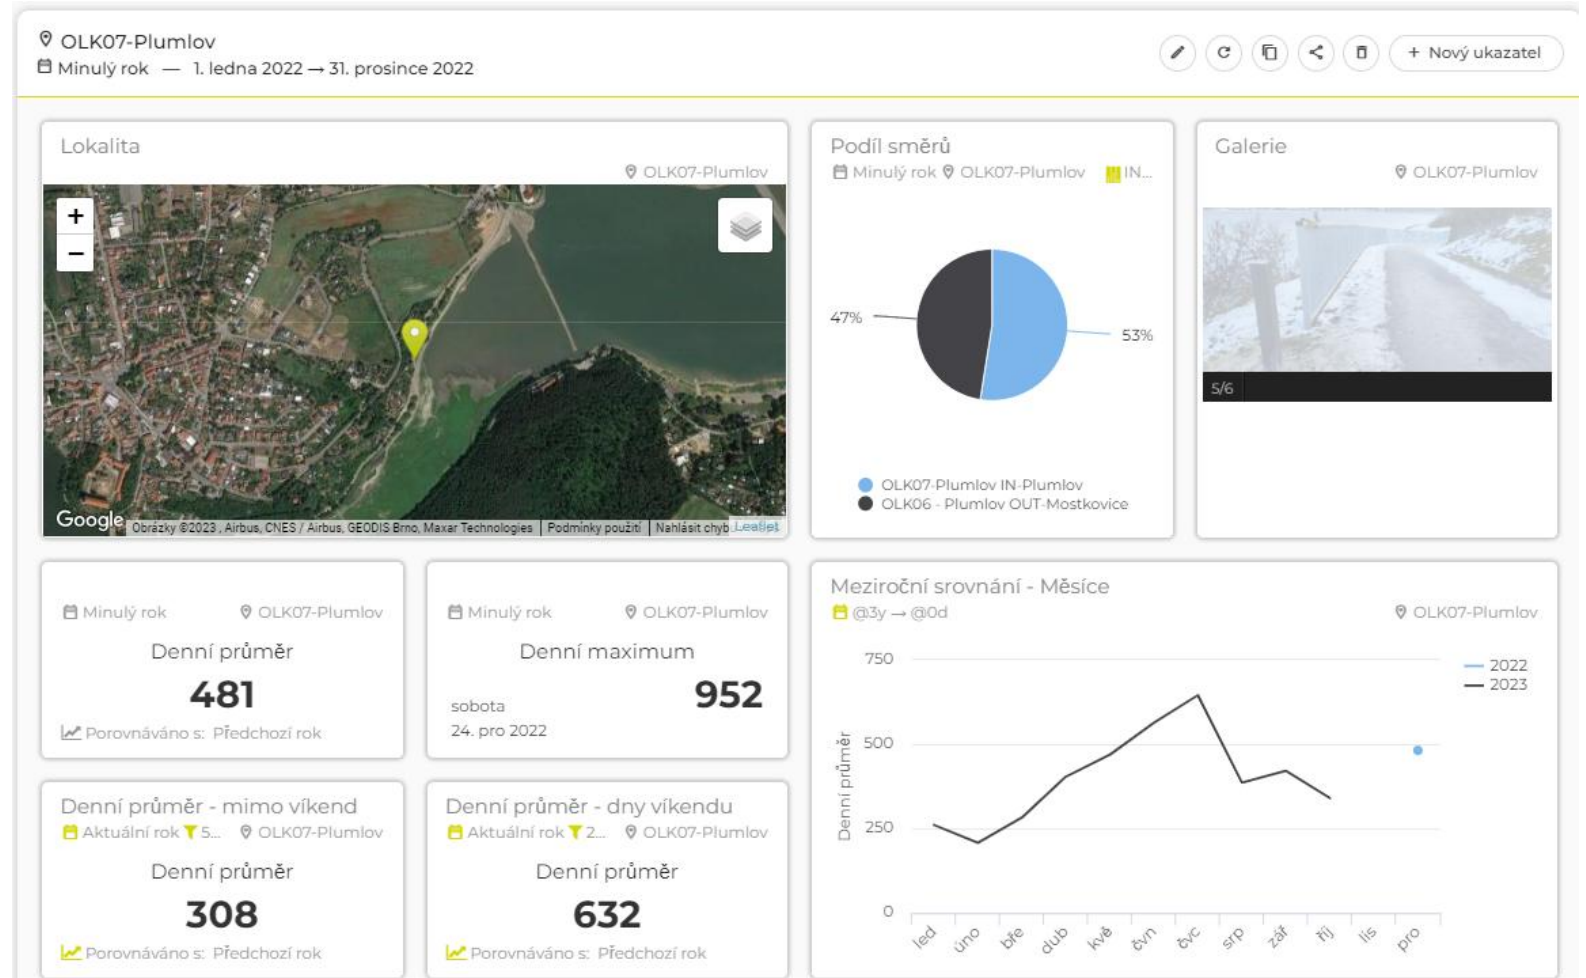 OLK07-Plumlov
Minulý rok — 1. ledna 2022 → 31. prosince 2022
+ Nový ukazatel
Lokalita
OLK07-Plumlov
+
−
Google
Obrázky ©2023 , Airbus, CNES / Airbus, GEODIS Brno, Maxar Technologies
Podmínky použití
Nahlásit chyb
Leaflet
Podíl směrů
Minulý rok OLK07-Plumlov IN...
47%
53%
OLK07-Plumlov IN-Plumlov
OLK06 - Plumlov OUT-Mostkovice
Galerie
OLK07-Plumlov
5/6
Minulý rok OLK07-Plumlov
Denní průměr
481
Porovnáváno s: Předchozí rok
Minulý rok OLK07-Plumlov
Denní maximum
952
sobota
24. pro 2022
Meziroční srovnání - Měsíce
@3y → @0d
OLK07-Plumlov
2022
2023
Denní průměr
750
500
250
0
led úno bře dub kvě čvn čvc srp zář říj lis pro
Denní průměr - mimo víkend
Aktuální rok 5... OLK07-Plumlov
Denní průměr
308
Porovnáváno s: Předchozí rok
Denní průměr - dny víkendu
Aktuální rok 2... OLK07-Plumlov
Denní průměr
632
Porovnáváno s: Předchozí rok